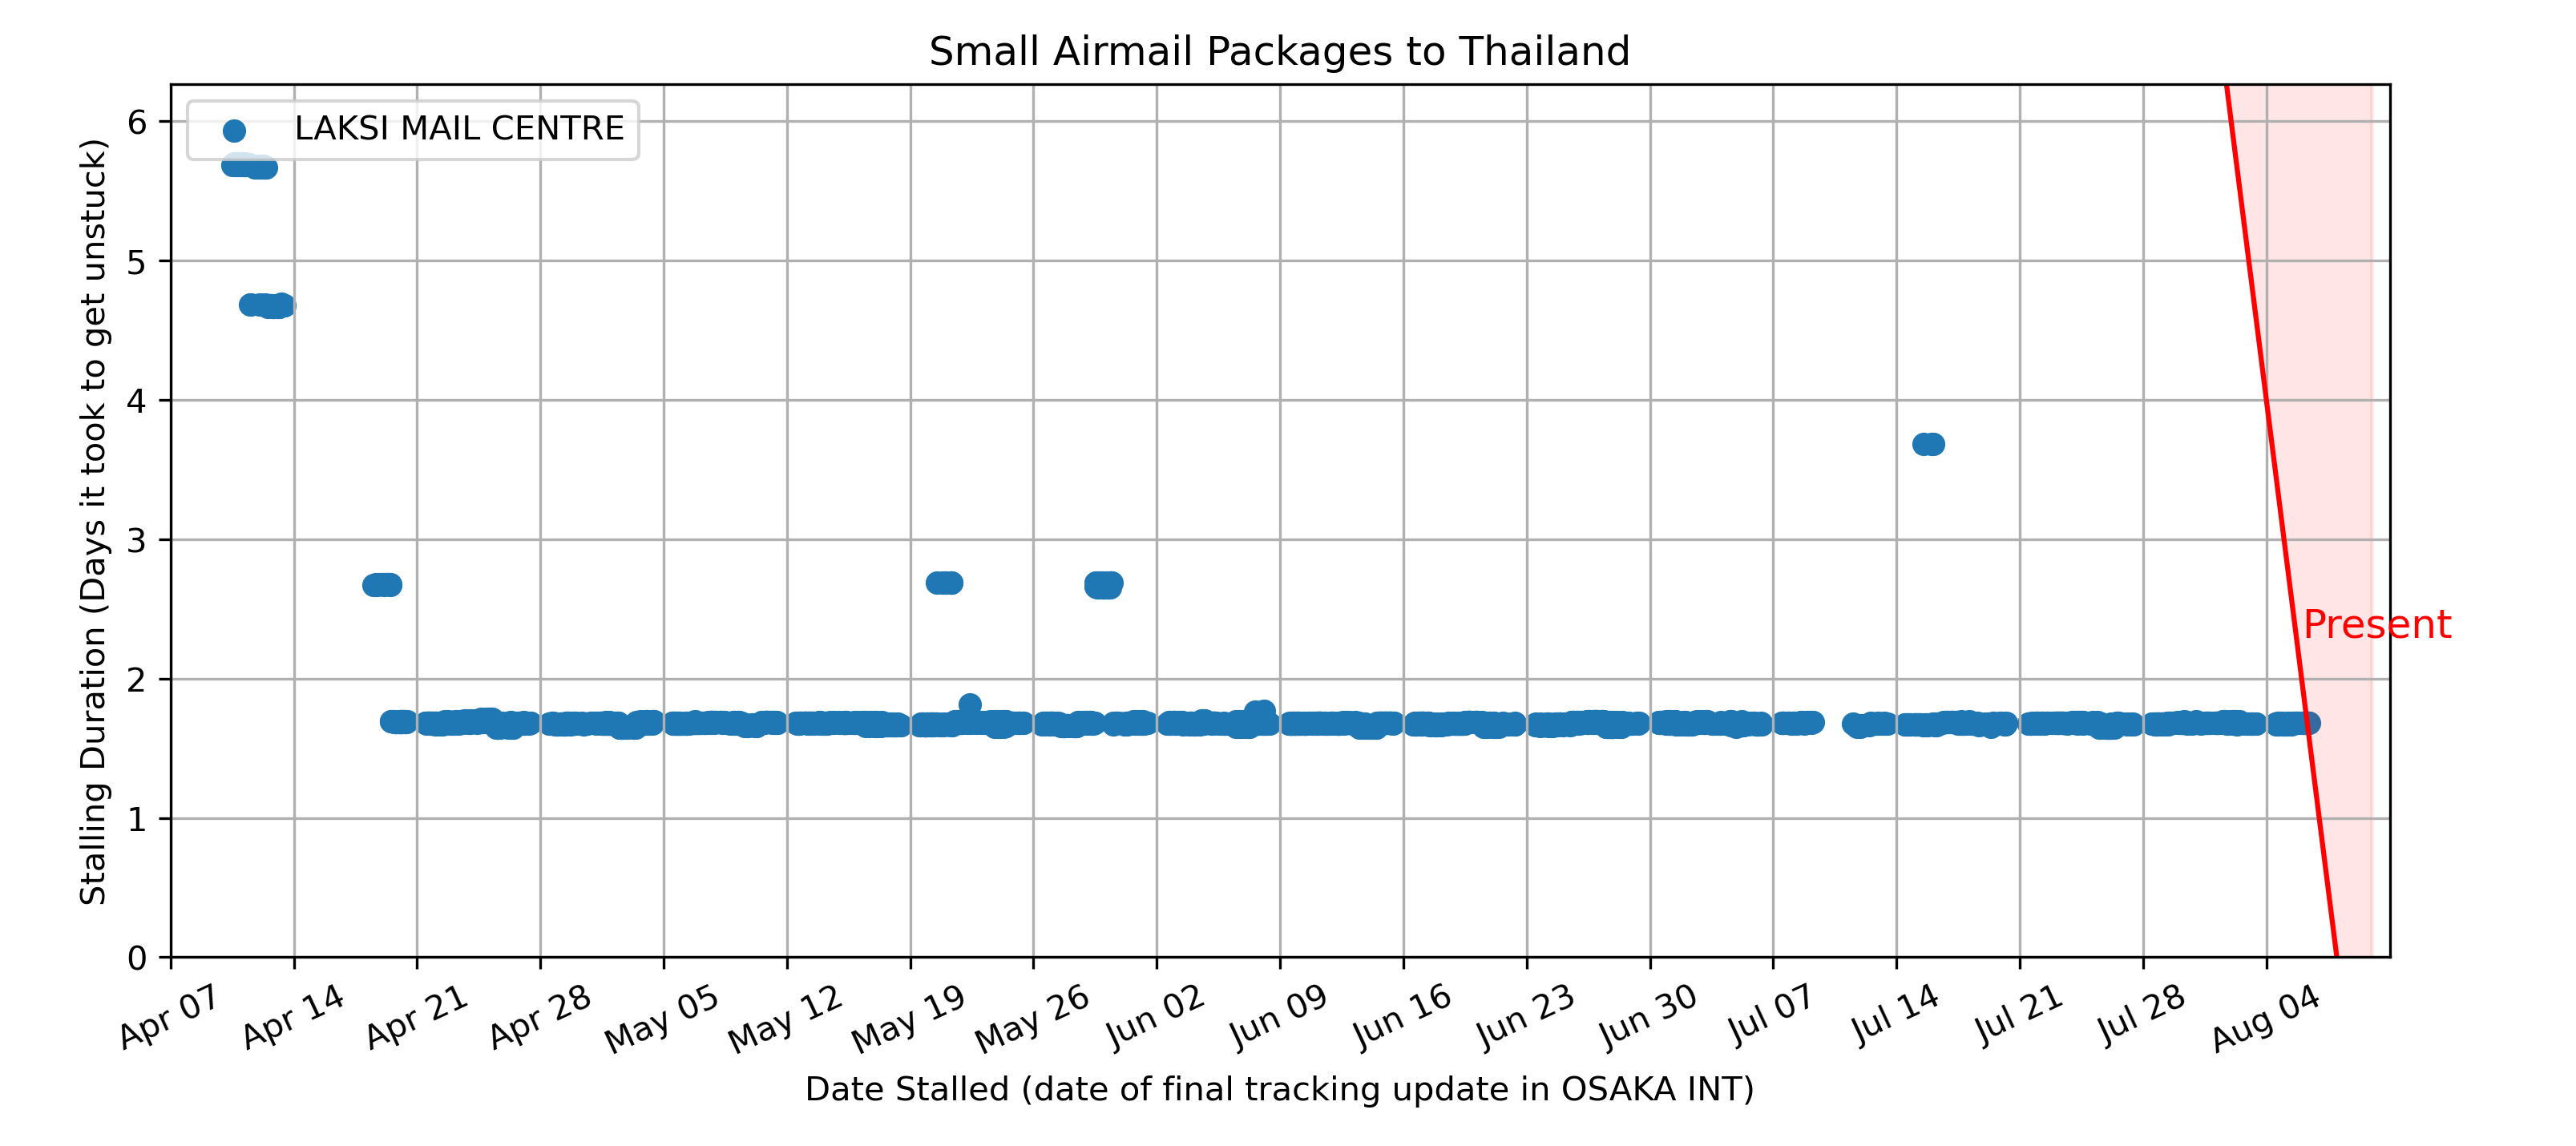 Small Airmail Packages to Thailand
LAKSI MAIL CENTRE
Stalling Duration (Days it took to get unstuck)
6
5
4
3
2
1
0
Present
Apr 07
Apr 14
Apr 21
Apr 28
May 05
May 12
May 19
May 26
Jun 02
Jun 09
Jun 16
Jun 23
Jun 30
Jul 07
Jul 14
Jul 21
Jul 28
Aug 04
Date Stalled (date of final tracking update in OSAKA INT)